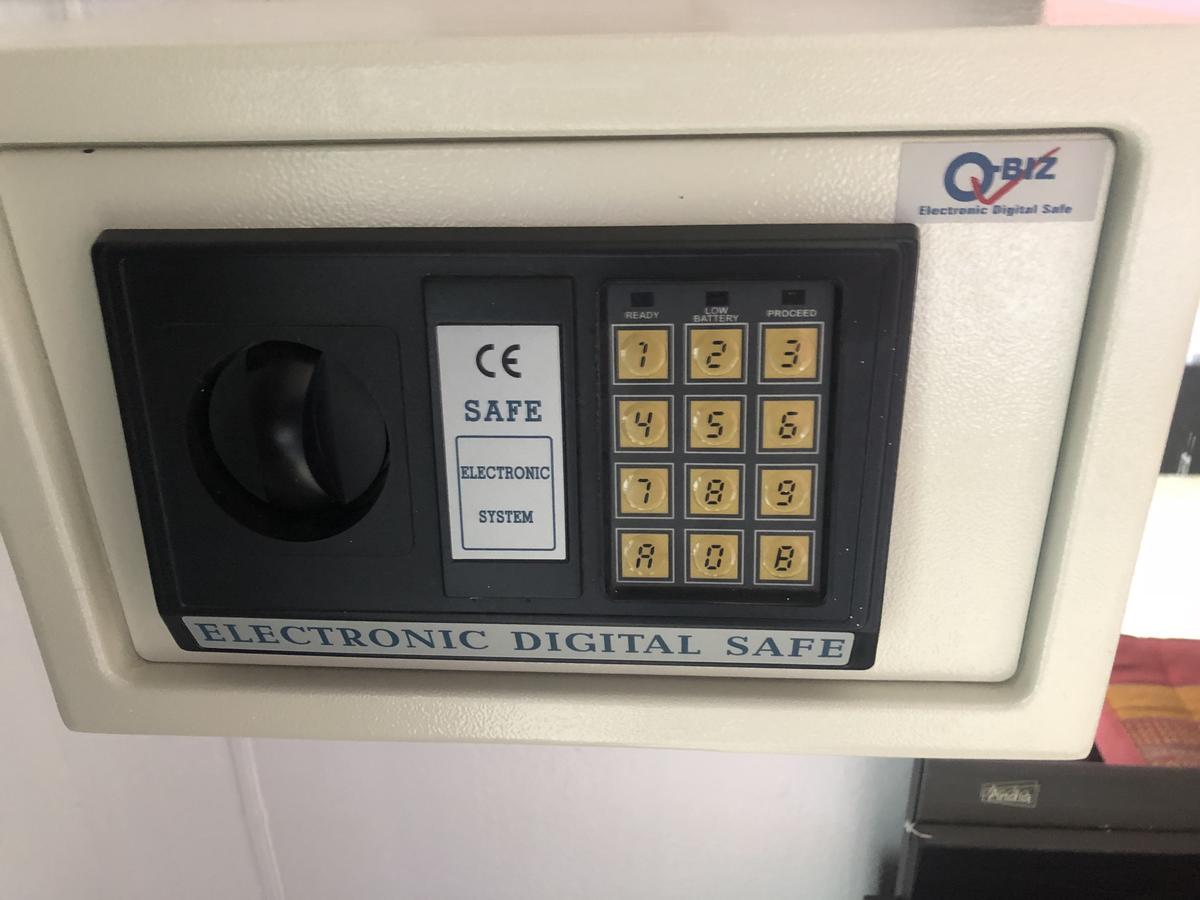 Q-BIZ
Electronic Digital Safe
CE
SAFE
ELECTRONIC
SYSTEM
READY
LOW BATTERY
PROCEED
1 2 3
4 5 6
7 8 9
A 0 B
ELECTRONIC DIGITAL SAFE